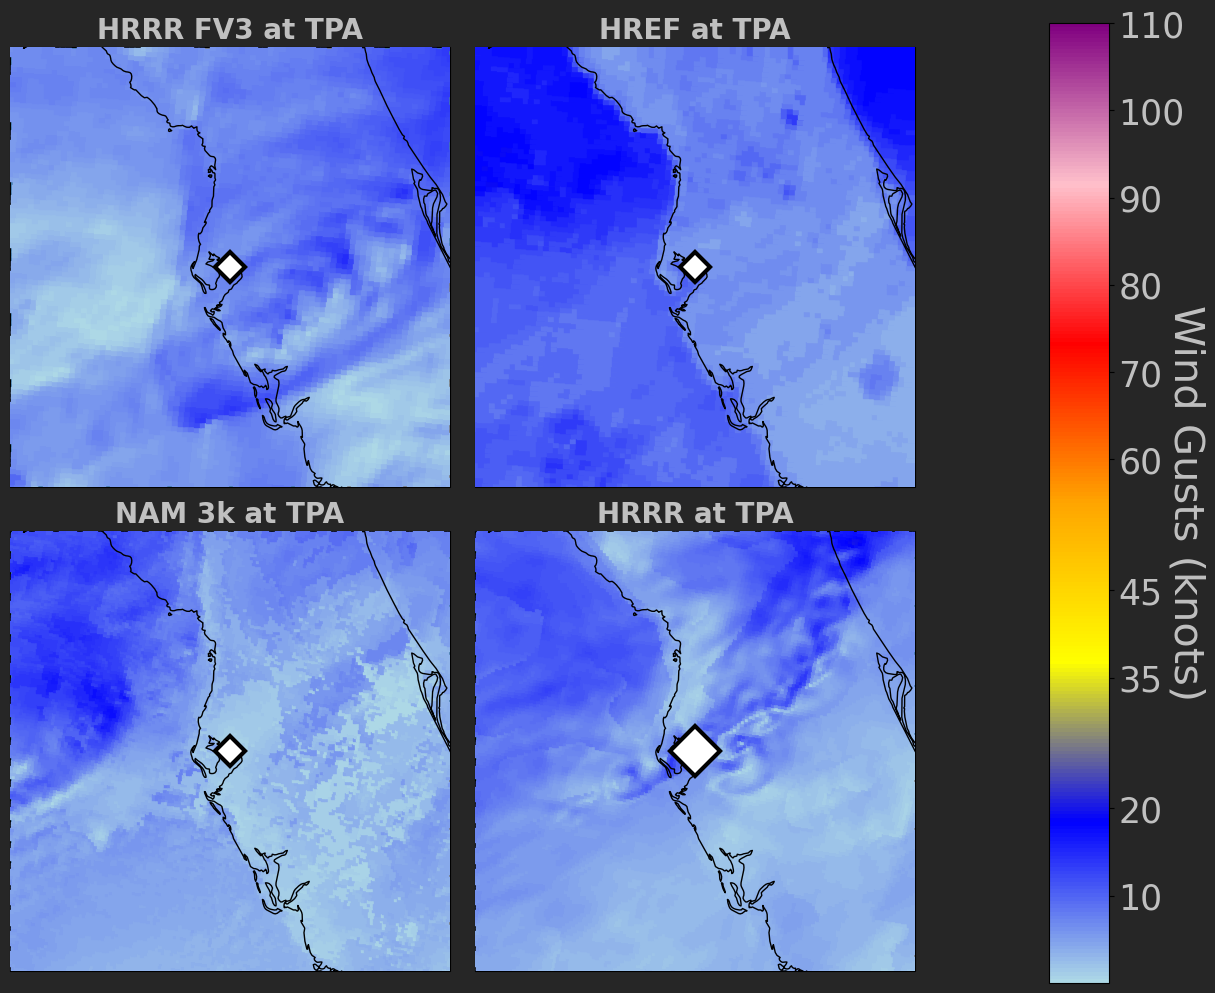 HRRR FV3 at TPA
HREF at TPA
NAM 3k at TPA
HRRR at TPA
110
100
90
80
70
60
45
35
20
10
Wind Gusts (knots)